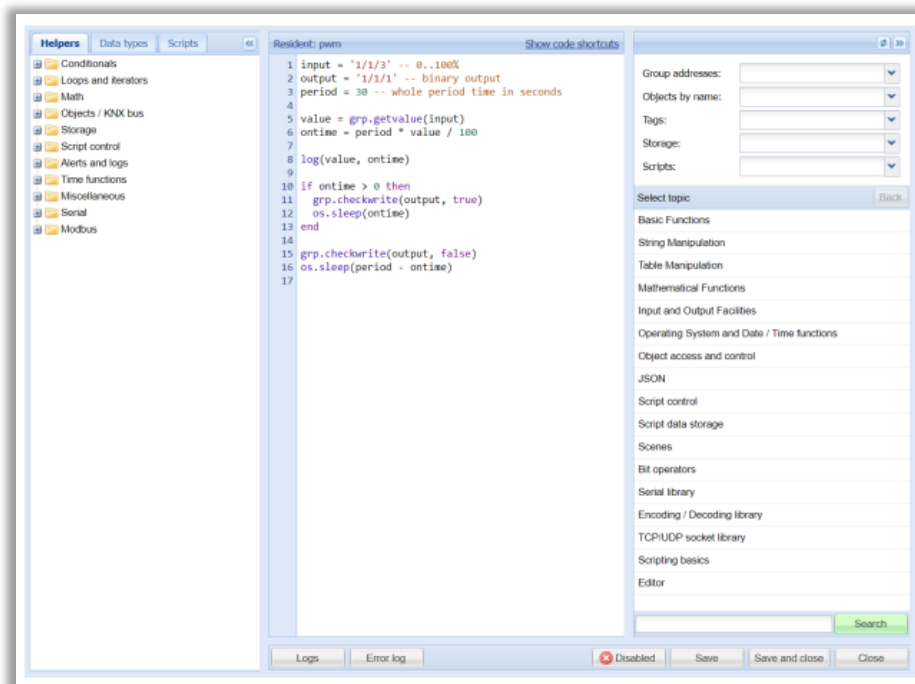 Helpers
Data types
Scripts
Conditionals
Loops and iterators
Math
Objects / KNX bus
Storage
Script control
Alerts and logs
Time functions
Miscellaneous
Serial
Modbus
Resident: pwm
Show code shortcuts
1 input = '1/1/3' -- 0..100%
2 output = '1/1/1' -- binary output
3 period = 30 -- whole period time in seconds
4
5 value = grp.getvalue(input)
6 ontime = period * value / 100
7
8 log(value, ontime)
9
10 if ontime > 0 then
11 grp.checkwrite(output, true)
12 os.sleep(ontime)
13 end
14
15 grp.checkwrite(output, false)
16 os.sleep(period - ontime)
17
Group addresses:
Objects by name:
Tags:
Storage:
Scripts:
Select topic
Back
Basic Functions
String Manipulation
Table Manipulation
Mathematical Functions
Input and Output Facilities
Operating System and Date / Time functions
Object access and control
JSON
Script control
Script data storage
Scenes
Bit operators
Serial library
Encoding / Decoding library
TCP/UDP socket library
Scripting basics
Editor
Search
Logs
Error log
Disabled
Save
Save and close
Close